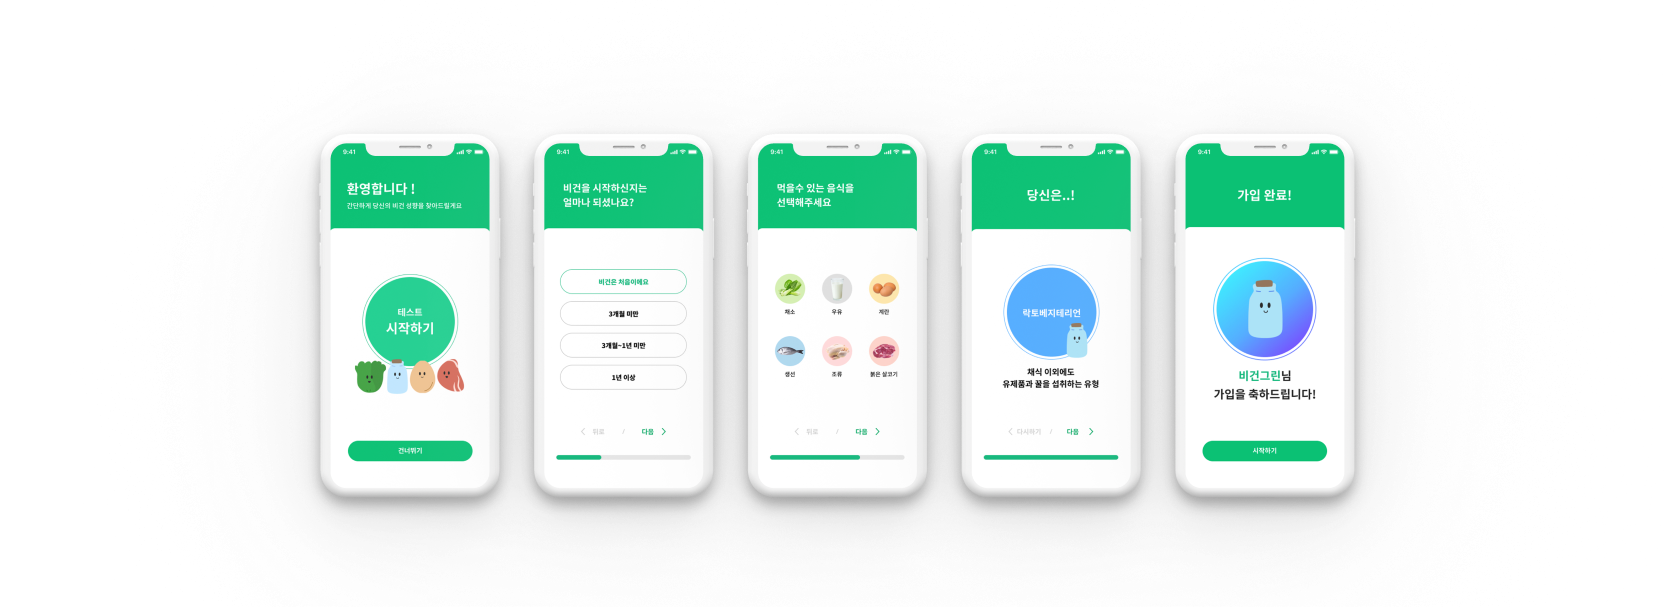 9:41
환영합니다 !
간단하게 당신의 비건 성향을 찾아드릴게요
테스트
시작하기
건너뛰기
9:41
비건을 시작하신지는
얼마나 되셨나요?
비건은 처음이에요
3개월 미만
3개월~1년 미만
1년 이상
뒤로 / 다음
9:41
먹을수 있는 음식을
선택해주세요
채소 우유 계란
생선 조류 붉은 살코기
뒤로 / 다음
9:41
당신은..!
락토베지테리언
채식 이외에도
유제품과 꿀을 섭취하는 유형
다시하기 / 다음
9:41
가입 완료!
비건그린님
가입을 축하드립니다!
시작하기